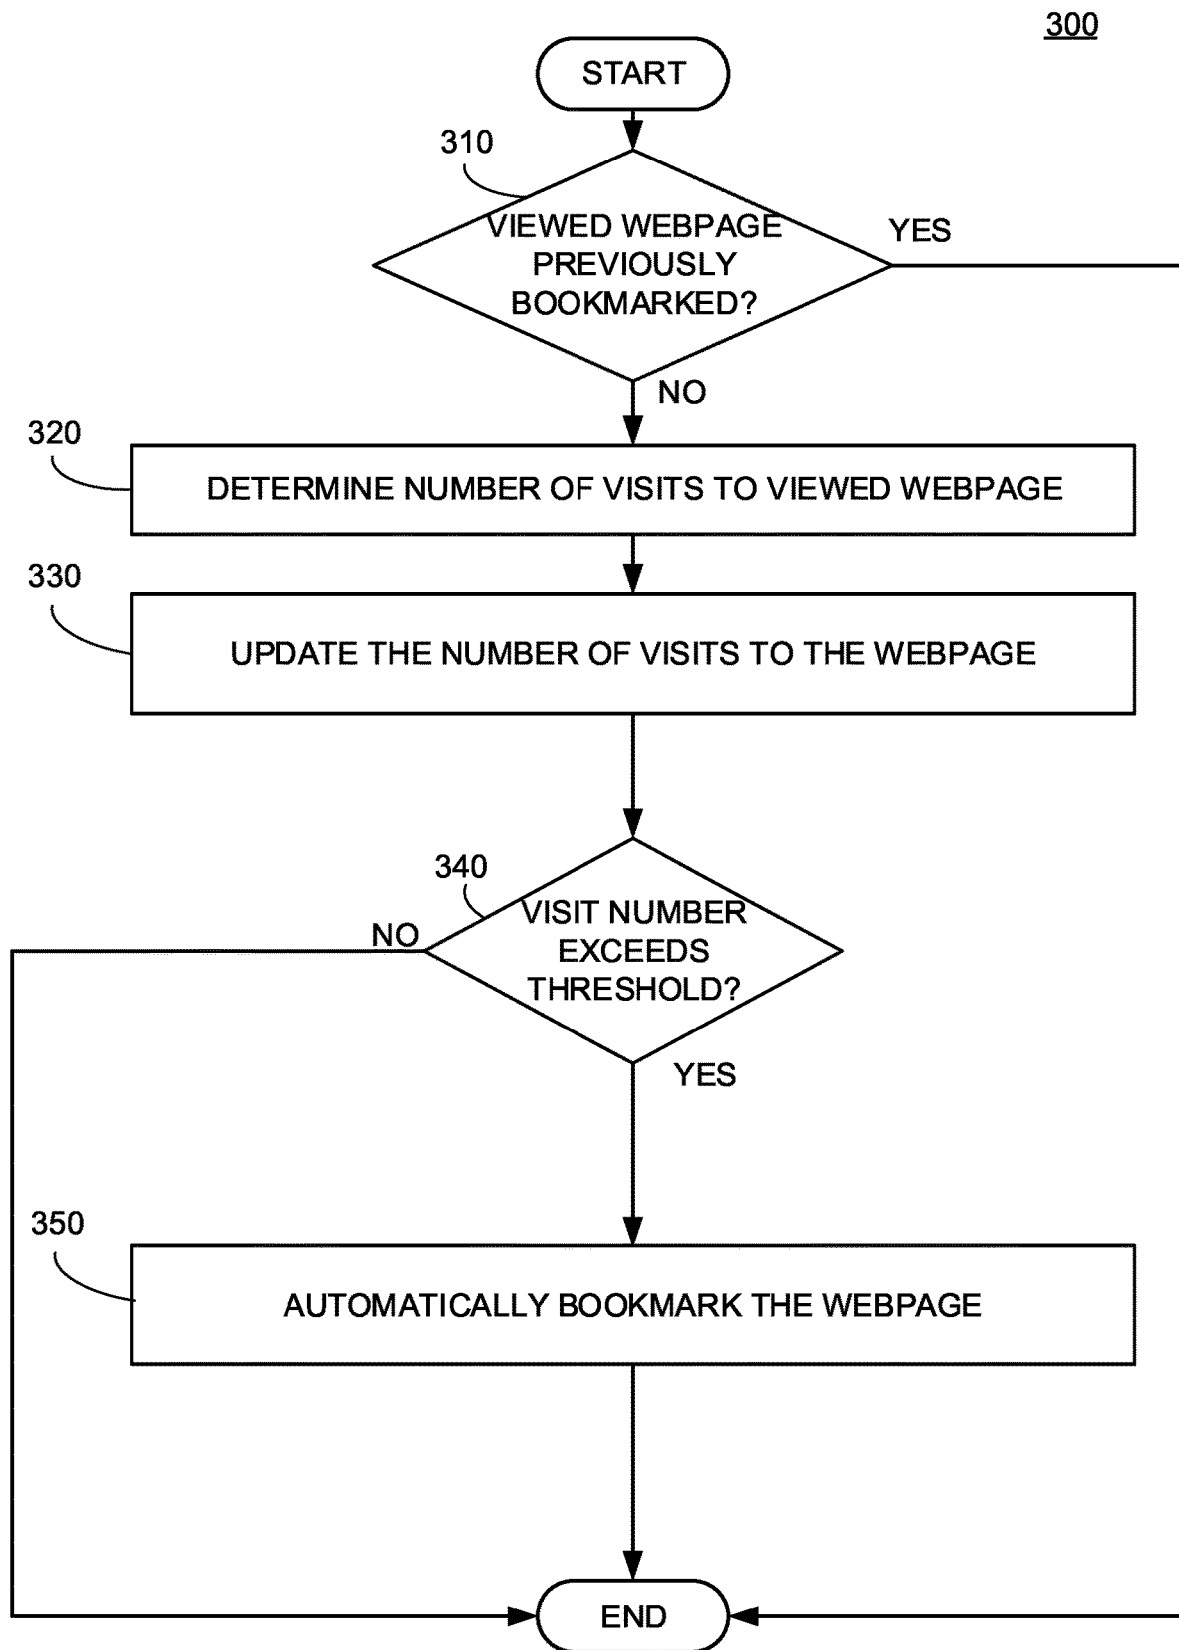 300
START
310
VIEWED WEBPAGE
PREVIOUSLY
BOOKMARKED?
YES
NO
320
DETERMINE NUMBER OF VISITS TO VIEWED WEBPAGE
330
UPDATE THE NUMBER OF VISITS TO THE WEBPAGE
340
VISIT NUMBER
EXCEEDS
THRESHOLD?
NO
YES
350
AUTOMATICALLY BOOKMARK THE WEBPAGE
END